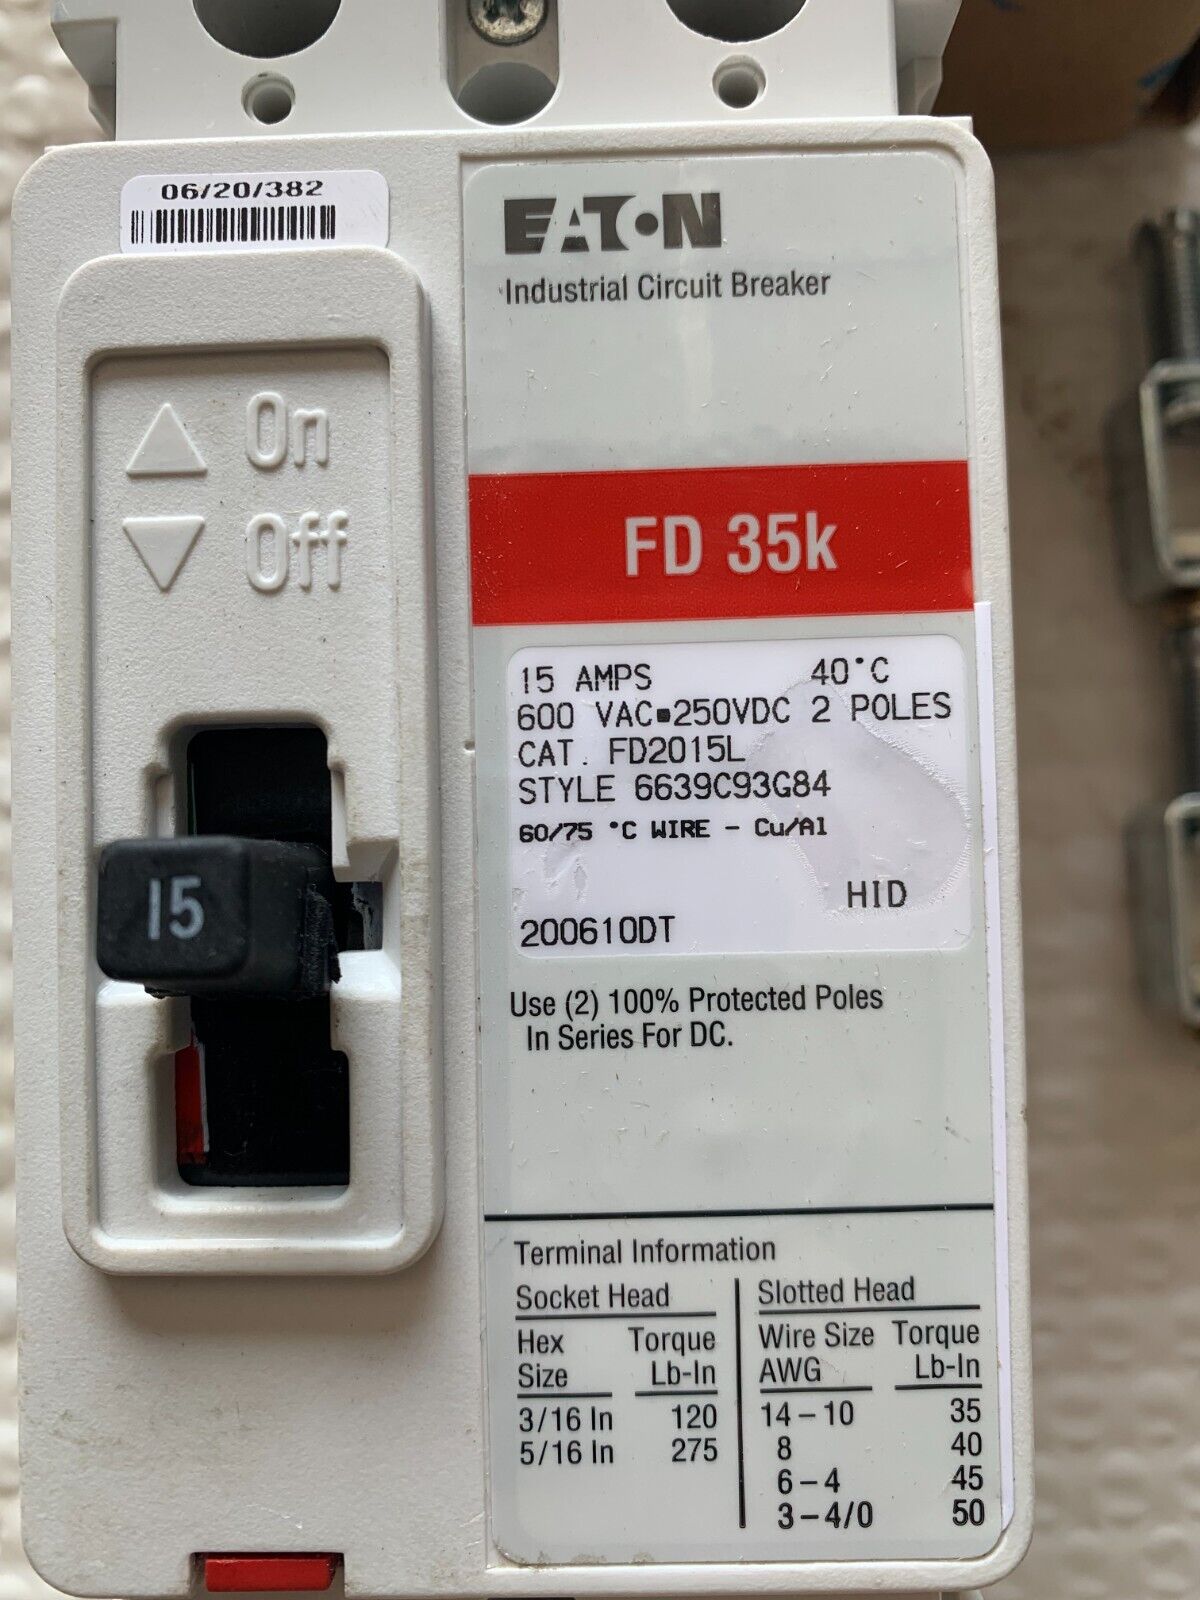 06/20/382
EATON
Industrial Circuit Breaker
On
Off
FD 35k
15 AMPS 40°C
600 VAC▪250VDC 2 POLES
CAT. FD2015L
STYLE 6639C93G84
60/75 °C WIRE - Cu/Al
HID
200610DT
15
Use (2) 100% Protected Poles
In Series For DC.
Terminal Information
Socket Head Slotted Head
Hex Torque Wire Size Torque
Size Lb-In AWG Lb-In
3/16 In 120 14-10 35
5/16 In 275 8 40
6-4 45
3-4/0 50